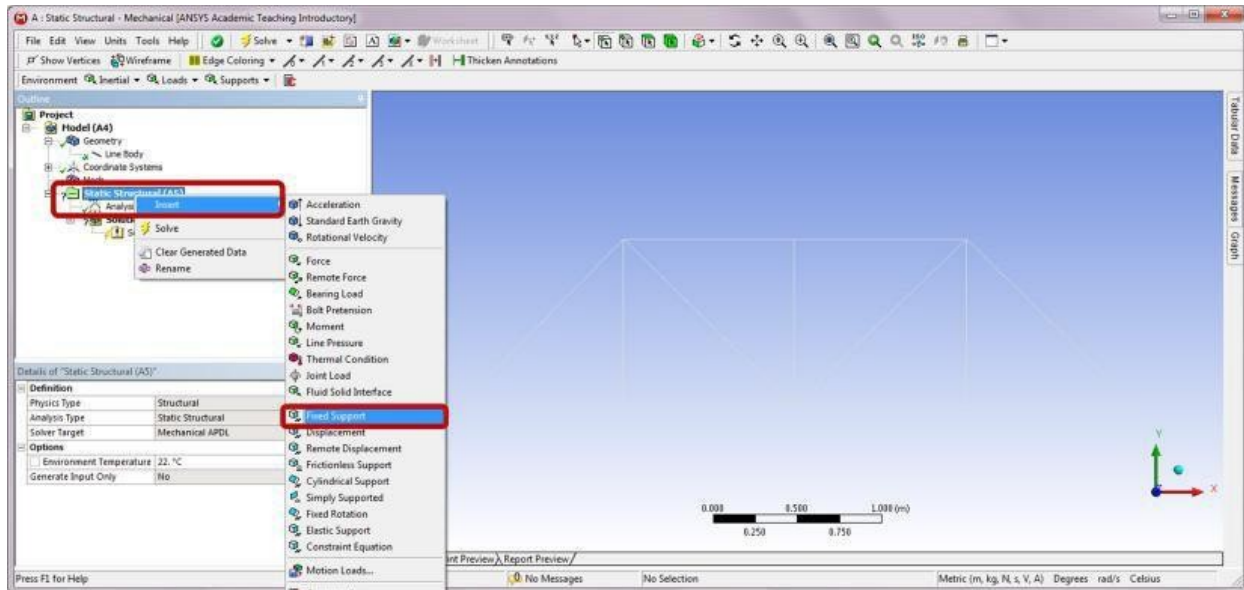 A : Static Structural - Mechanical [ANSYS Academic Teaching Introductory]
File Edit View Units Tools Help Solve Worksheet
Show Vertices Wireframe Edge Coloring Thicken Annotations
Environment Inertial Loads Supports
Outline
Project
Model (A4)
Geometry
Line Body
Coordinate Systems
Mesh
Static Structural (A5)
Insert
Solve
Clear Generated Data
Rename
Acceleration
Standard Earth Gravity
Rotational Velocity
Force
Remote Force
Bearing Load
Bolt Pretension
Moment
Line Pressure
Thermal Condition
Joint Load
Fluid Solid Interface
Fixed Support
Displacement
Remote Displacement
Frictionless Support
Cylindrical Support
Simply Supported
Fixed Rotation
Elastic Support
Constraint Equation
Motion Loads...
Details of "Static Structural (A5)"
Definition
Physics Type Structural
Analysis Type Static Structural
Solver Target Mechanical APDL
Options
Environment Temperature 22. °C
Generate Input Only No
Tabular Data
Messages
Graph
Y
X
0.000 0.500 1.000 (m)
0.250 0.750
int Preview Report Preview
Press F1 for Help No Messages No Selection Metric (m, kg, N, s, V, A) Degrees rad/s Celsius